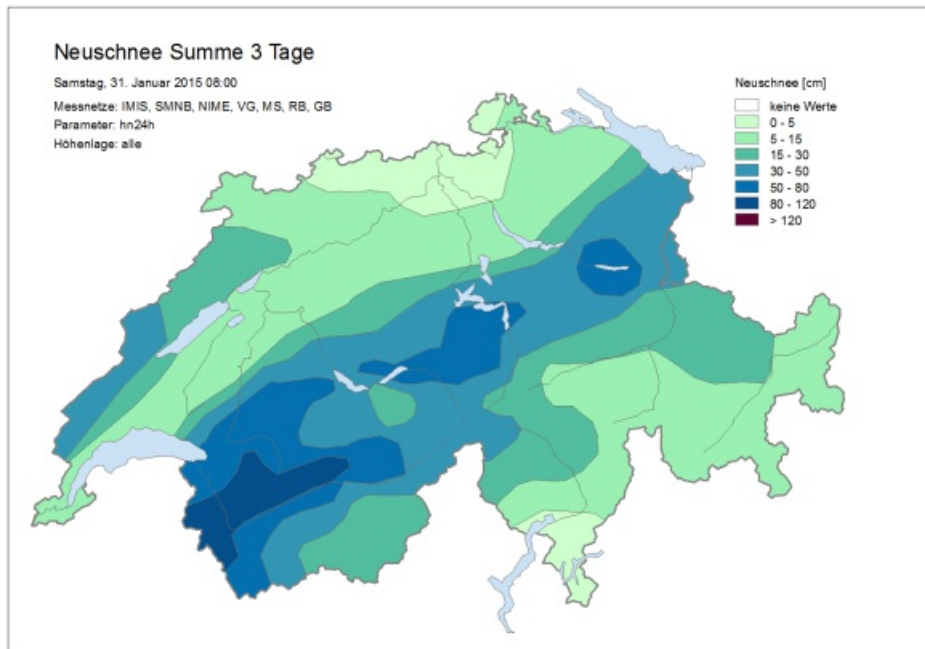 Neuschnee Summe 3 Tage
Samstag, 31. Januar 2015 08:00
Messnetze: IMIS, SMNB, NIME, VG, MS, RB, GB
Parameter: hn24h
Höhenlage: alle
Neuschnee [cm]
keine Werte
0 - 5
5 - 15
15 - 30
30 - 50
50 - 80
80 - 120
> 120